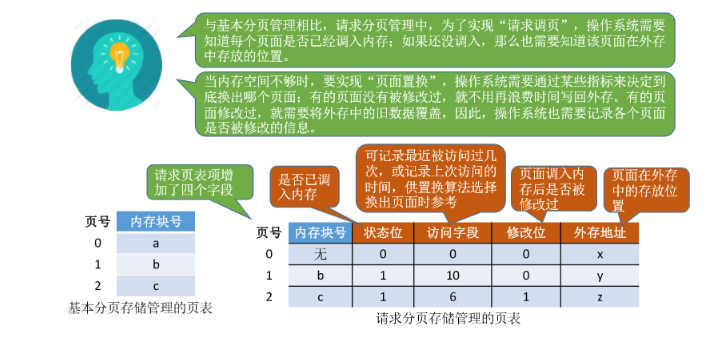 与基本分页管理相比，请求分页管理中，为了实现“请求调页”，操作系统需要
知道每个页面是否已经调入内存；如果还没调入，那么也需要知道该页面在外存
中存放的位置。
当内存空间不够时，要实现“页面置换”，操作系统需要通过某些指标来决定到
底换出哪个页面；有的页面没有被修改过，就不用再浪费时间写回外存。有的页
面修改过，就需要将外存中的旧数据覆盖，因此，操作系统也需要记录各个页面
是否被修改的信息。
请求页表项增
加了四个字段
是否已调
入内存
可记录最近被访问过几
次，或记录上次访问的
时间，供置换算法选择
换出页面时参考
页面调入内
存后是否被
修改过
页面在外存
中的存放位
置
页号 内存块号
0 a
1 b
2 c
基本分页存储管理的页表
页号 内存块号 状态位 访问字段 修改位 外存地址
0 无 0 0 0 x
1 b 1 10 0 y
2 c 1 6 1 z
请求分页存储管理的页表